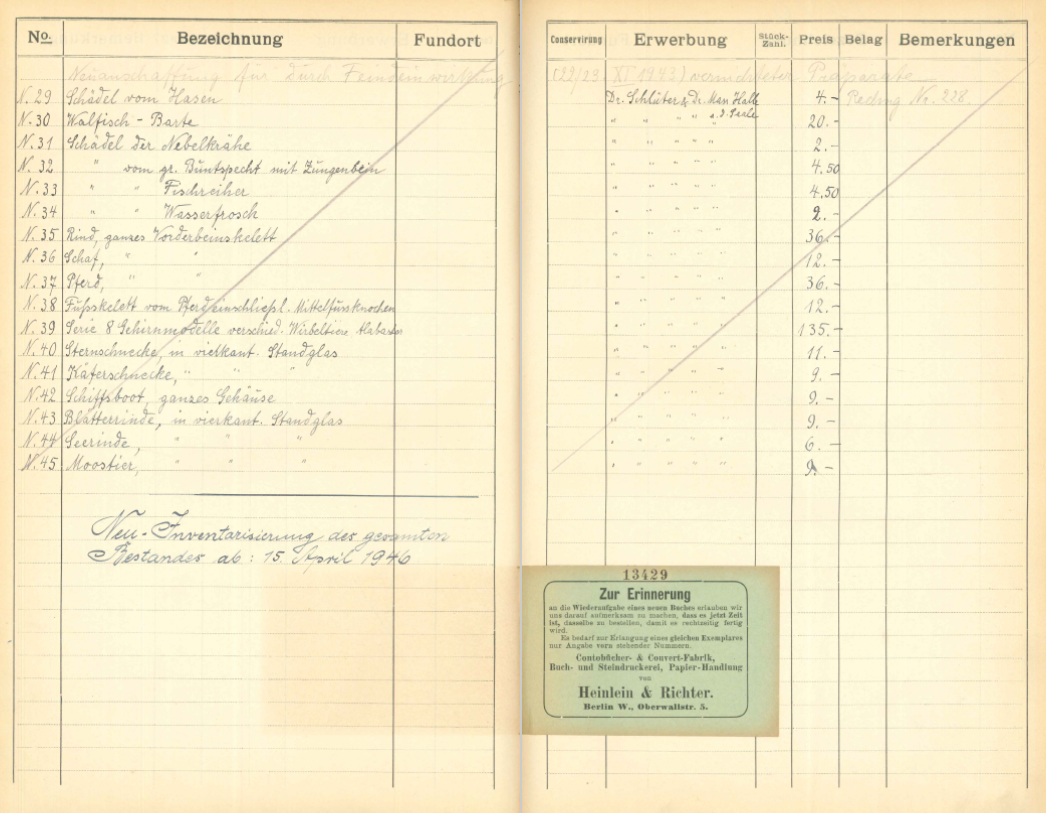 No. Bezeichnung Fundort Conservirung Erwerbung Stück-Zahl. Preis Belag Bemerkungen
Neuanschaffung für durch Feindeinwirkung (22/23. XI 1943) vernichteter Präparate
N. 29 Schädel vom Hasen Dr. Schlüter & Dr. Halle a. d. Saale 4.- Nr. 228.
N. 30 Walfisch - Barte " " " " 20.-
N. 31 Schädel der Nebelkrähe " " " " " 2.-
N. 32 " vom gr. Buntspecht mit Zungenbein " " " " " 4.50
N. 33 " " Fischreiher " " " " " 4.50
N. 34 " " Wasserfrosch " " " " " 2.-
N. 35 Rind, ganzes Vorderbeinskelett " " " " " 36.-
N. 36 Schaf, " " " " " " " 12.-
N. 37 Pferd, " " " " " " " 36.-
N. 38 Fußskelett vom Pferd einschließl. Mittelfussknochen " " " " " 12.-
N. 39 Serie 8 Gehirnmodelle verschied. Wirbeltiere Alabaster " " " " " 135.-
N. 40 Sternschnecke, in vielkant. Standglas " " " " " 11.-
N. 41 Käferschnecke, " " " " " " " " 9.-
N. 42 Schiffsboot, ganzes Gehäuse " " " " " 9.-
N. 43 Blätterrinde, in vierkant. Standglas " " " " " 9.-
N. 44 Seerinde, " " " " " " " " 6.-
N. 45 Moostier, " " " " " " " " 9.-
Neu-Inventarisierung des gesamten
Bestandes ab: 15. April 1946
13429
Zur Erinnerung
an die Wiederaufgabe eines neuen Buches erlauben wir
uns darauf aufmerksam zu machen, dass es jetzt Zeit
ist, dasselbe zu bestellen, damit es rechtzeitig fertig
wird.
Es bedarf zur Erlangung eines gleichen Exemplares
nur Angabe vorn stehender Nummern.
Contobücher- & Couvert-Fabrik,
Buch- und Steindruckerei, Papier-Handlung
von
Heinlein & Richter.
Berlin W., Oberwallstr. 5.